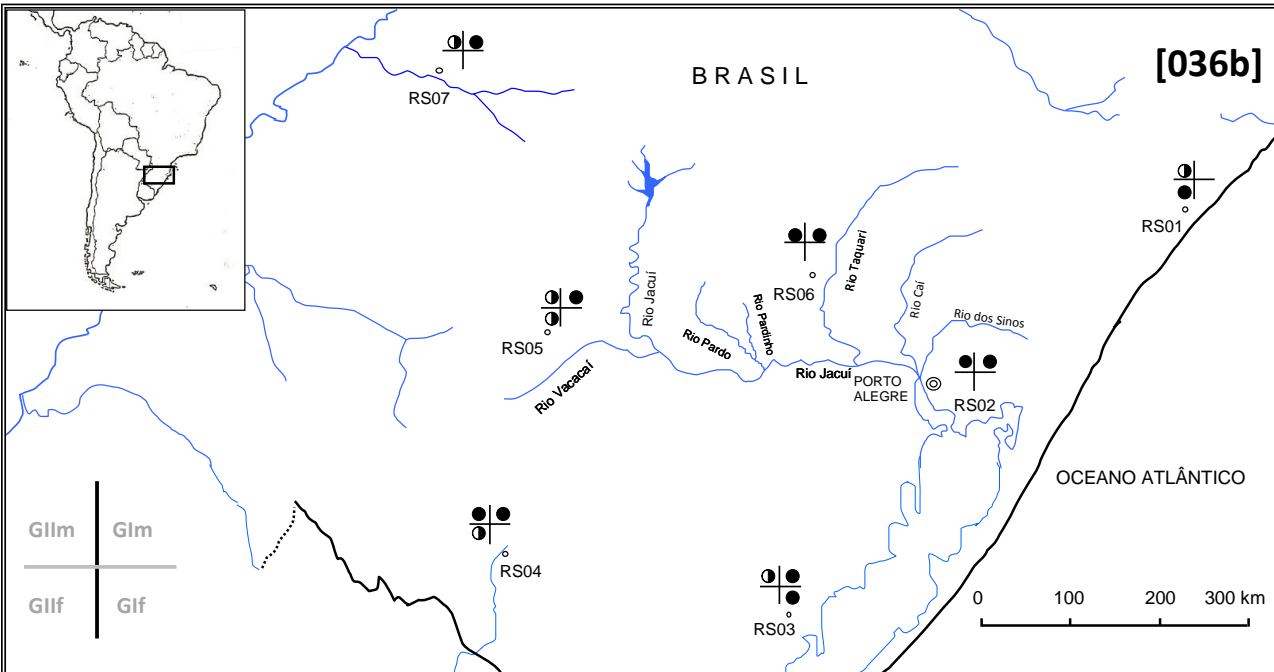 [036b]
BRASIL
RS07
RS01
Rio Taquari
RS06
Rio Caí
Rio Jacuí
Rio Pardinho
Rio dos Sinos
RS05
Rio Pardo
Rio Vacacaí
Rio Jacuí
PORTO
ALEGRE
RS02
OCEANO ATLÂNTICO
GIIm GIm
GIIf GIf
RS04
RS03
0 100 200 300 km